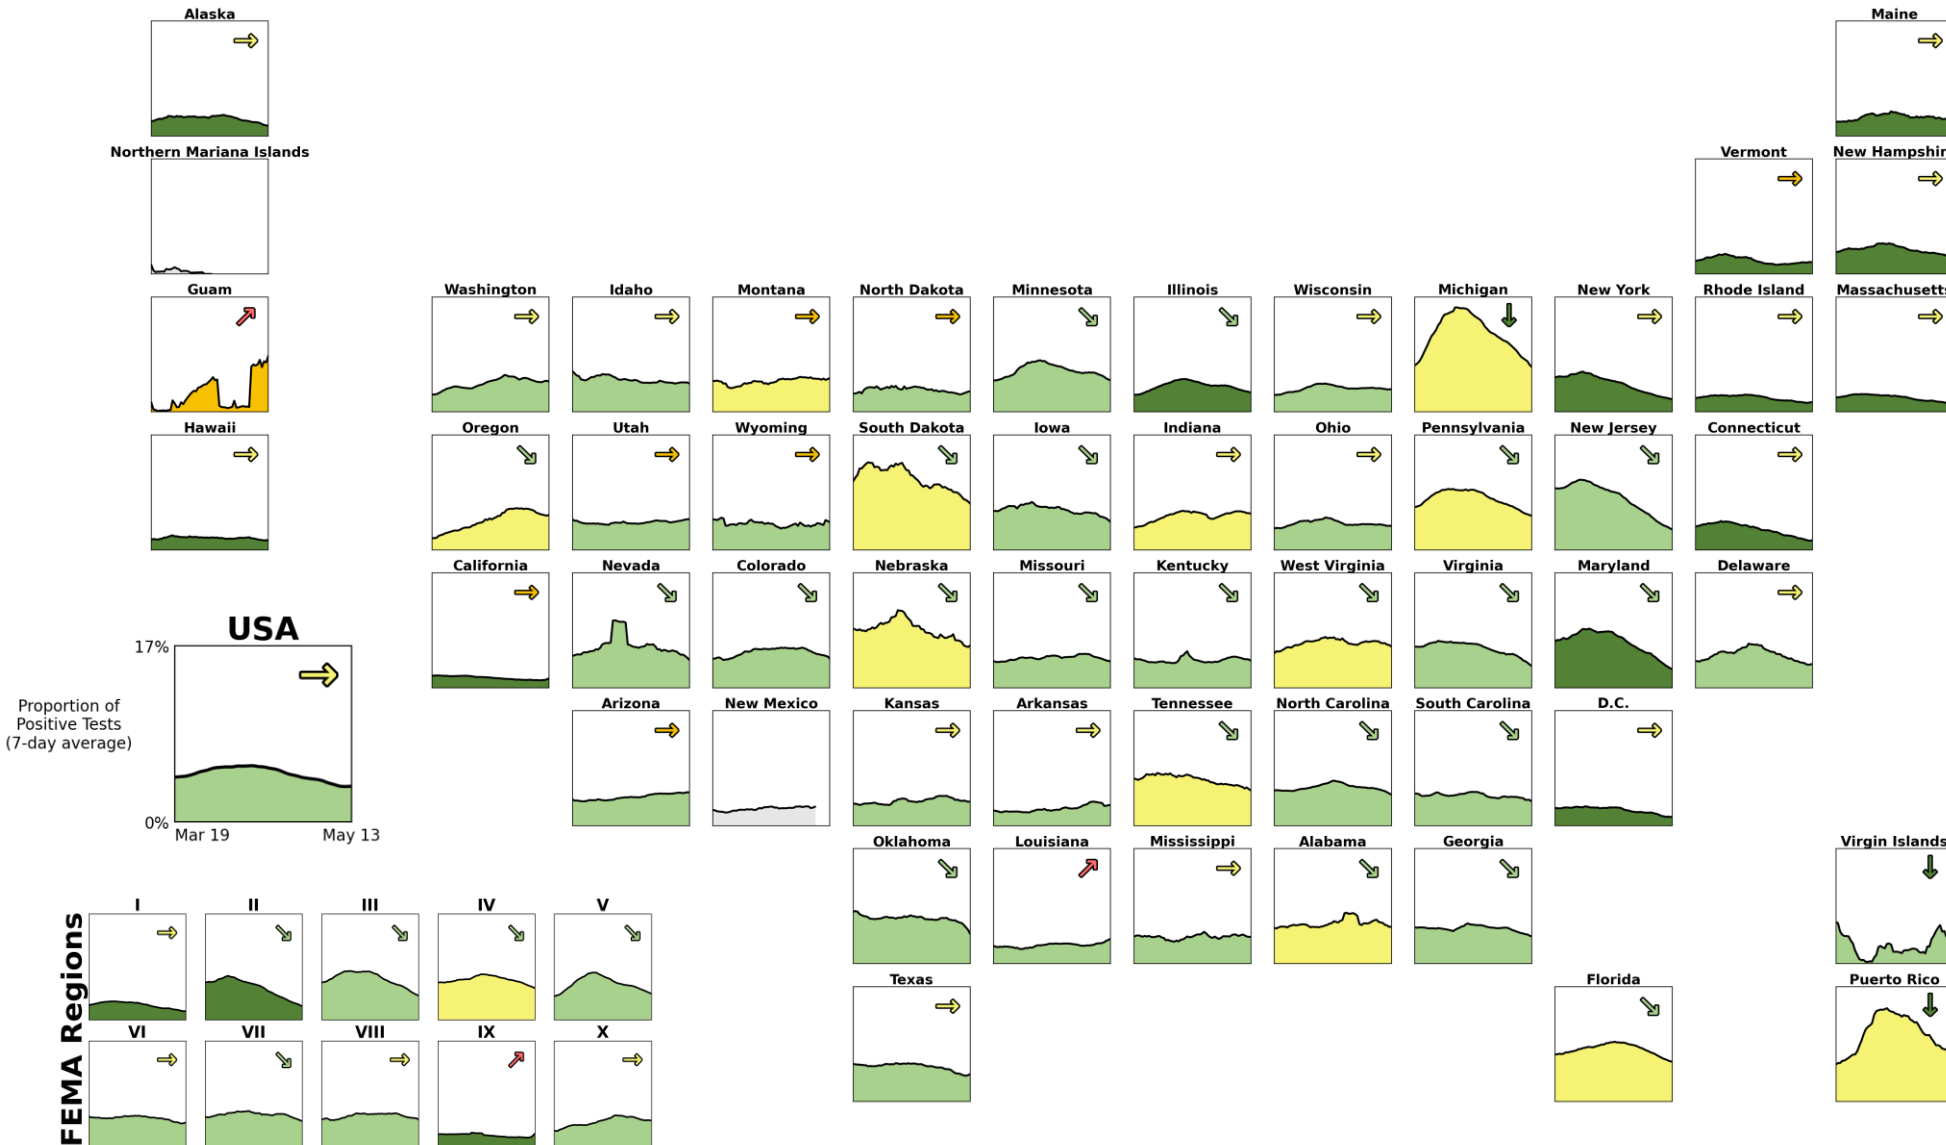 Alaska
Maine
Northern Mariana Islands
Vermont
New Hampshir
Guam
Washington
Idaho
Montana
North Dakota
Minnesota
Illinois
Wisconsin
Michigan
New York
Rhode Island
Massachusetts
Hawaii
Oregon
Utah
Wyoming
South Dakota
Iowa
Indiana
Ohio
Pennsylvania
New Jersey
Connecticut
California
Nevada
Colorado
Nebraska
Missouri
Kentucky
West Virginia
Virginia
Maryland
Delaware
USA
17%
Proportion of
Positive Tests
(7-day average)
0%
Mar 19
May 13
Arizona
New Mexico
Kansas
Arkansas
Tennessee
North Carolina
South Carolina
D.C.
Oklahoma
Louisiana
Mississippi
Alabama
Georgia
Virgin Islands
Texas
Florida
Puerto Rico
FEMA Regions
I
II
III
IV
V
VI
VII
VIII
IX
X